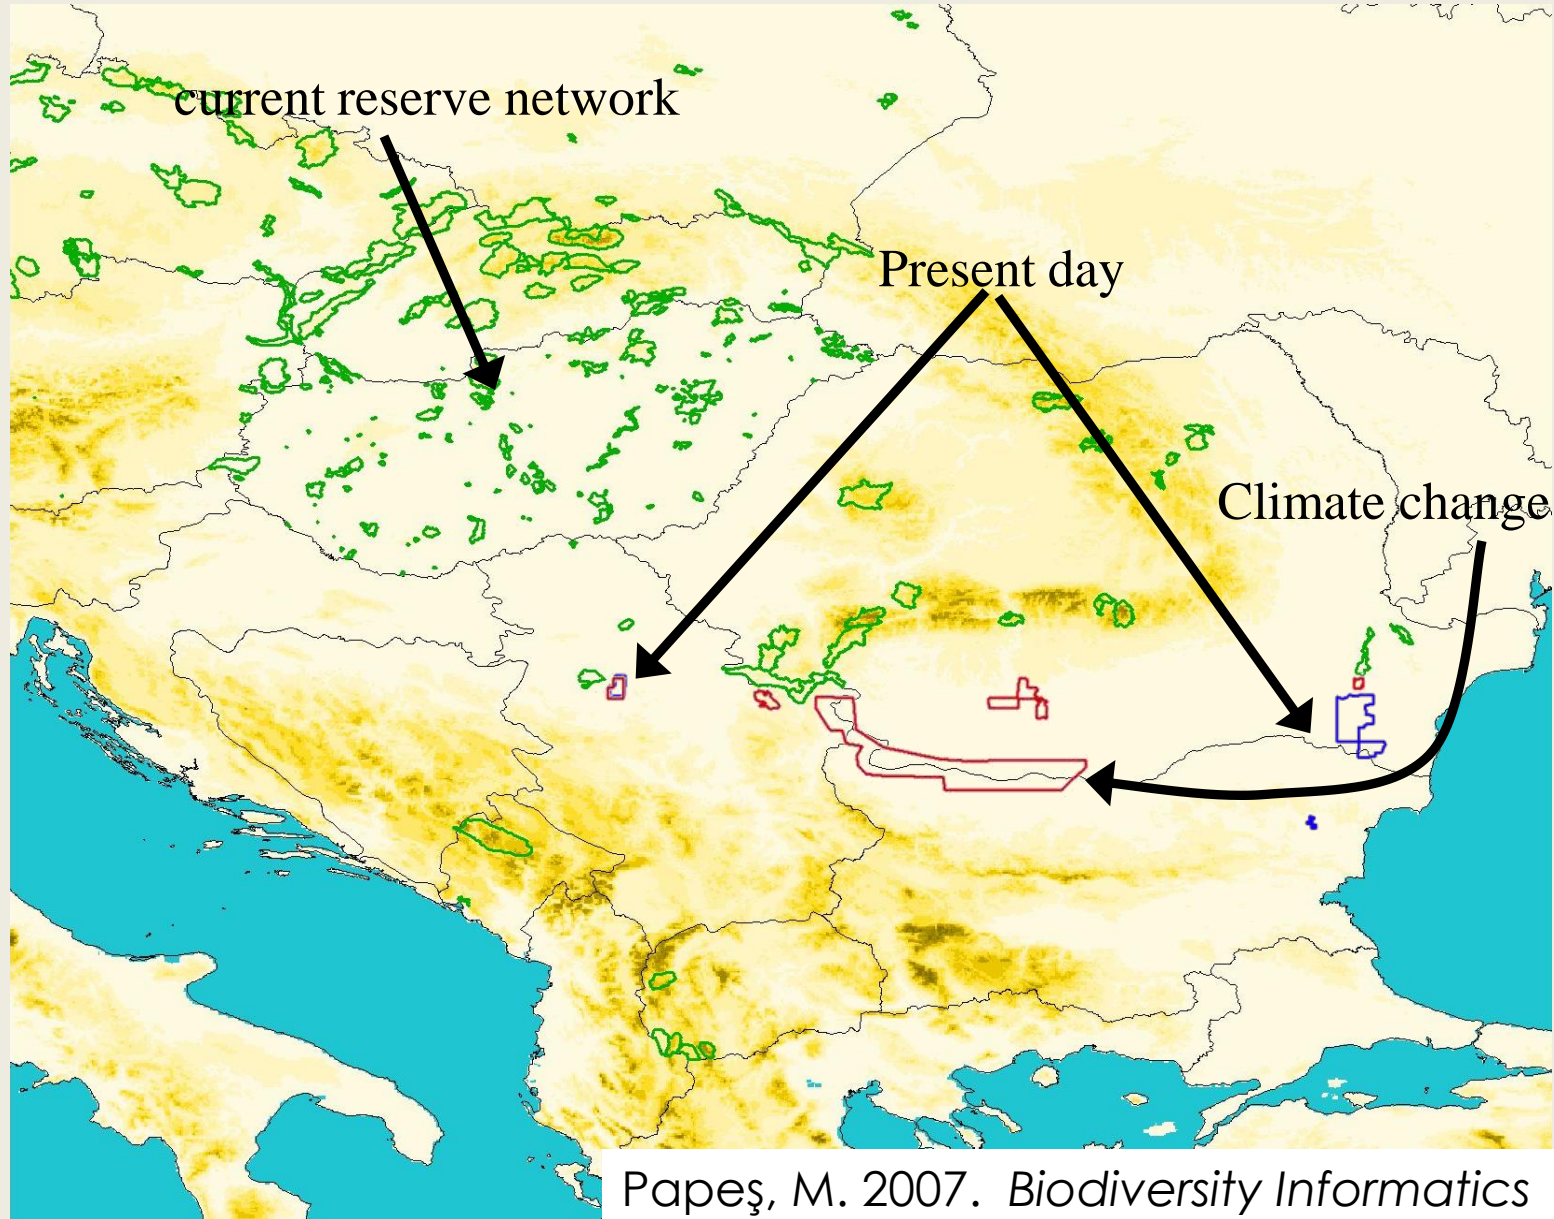 current reserve network
Present day
Climate change
Papeş, M. 2007. Biodiversity Informatics